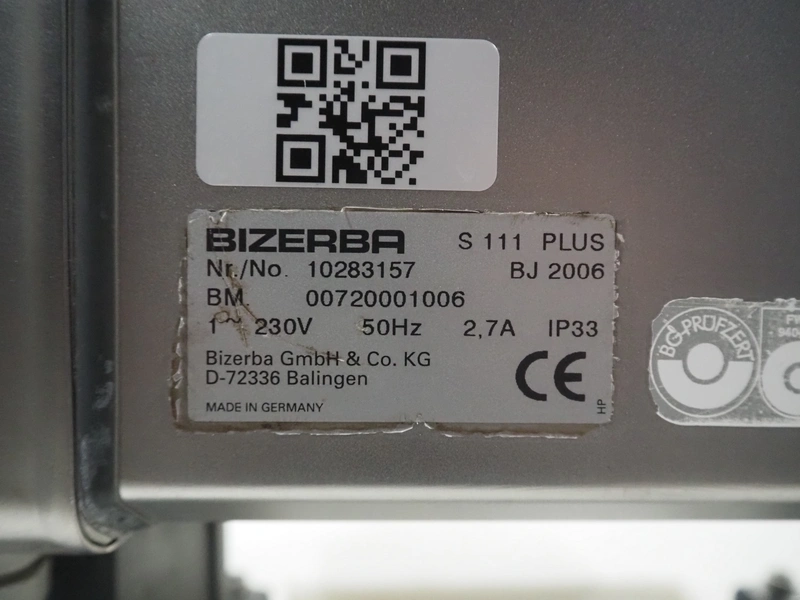 BIZERBA S 111 PLUS
Nr./No. 10283157 BJ 2006
BM. 00720001006
1~ 230V 50Hz 2,7A IP33
Bizerba GmbH & Co. KG
D-72336 Balingen
CE
MADE IN GERMANY
HP
BG-PRÜFZERT